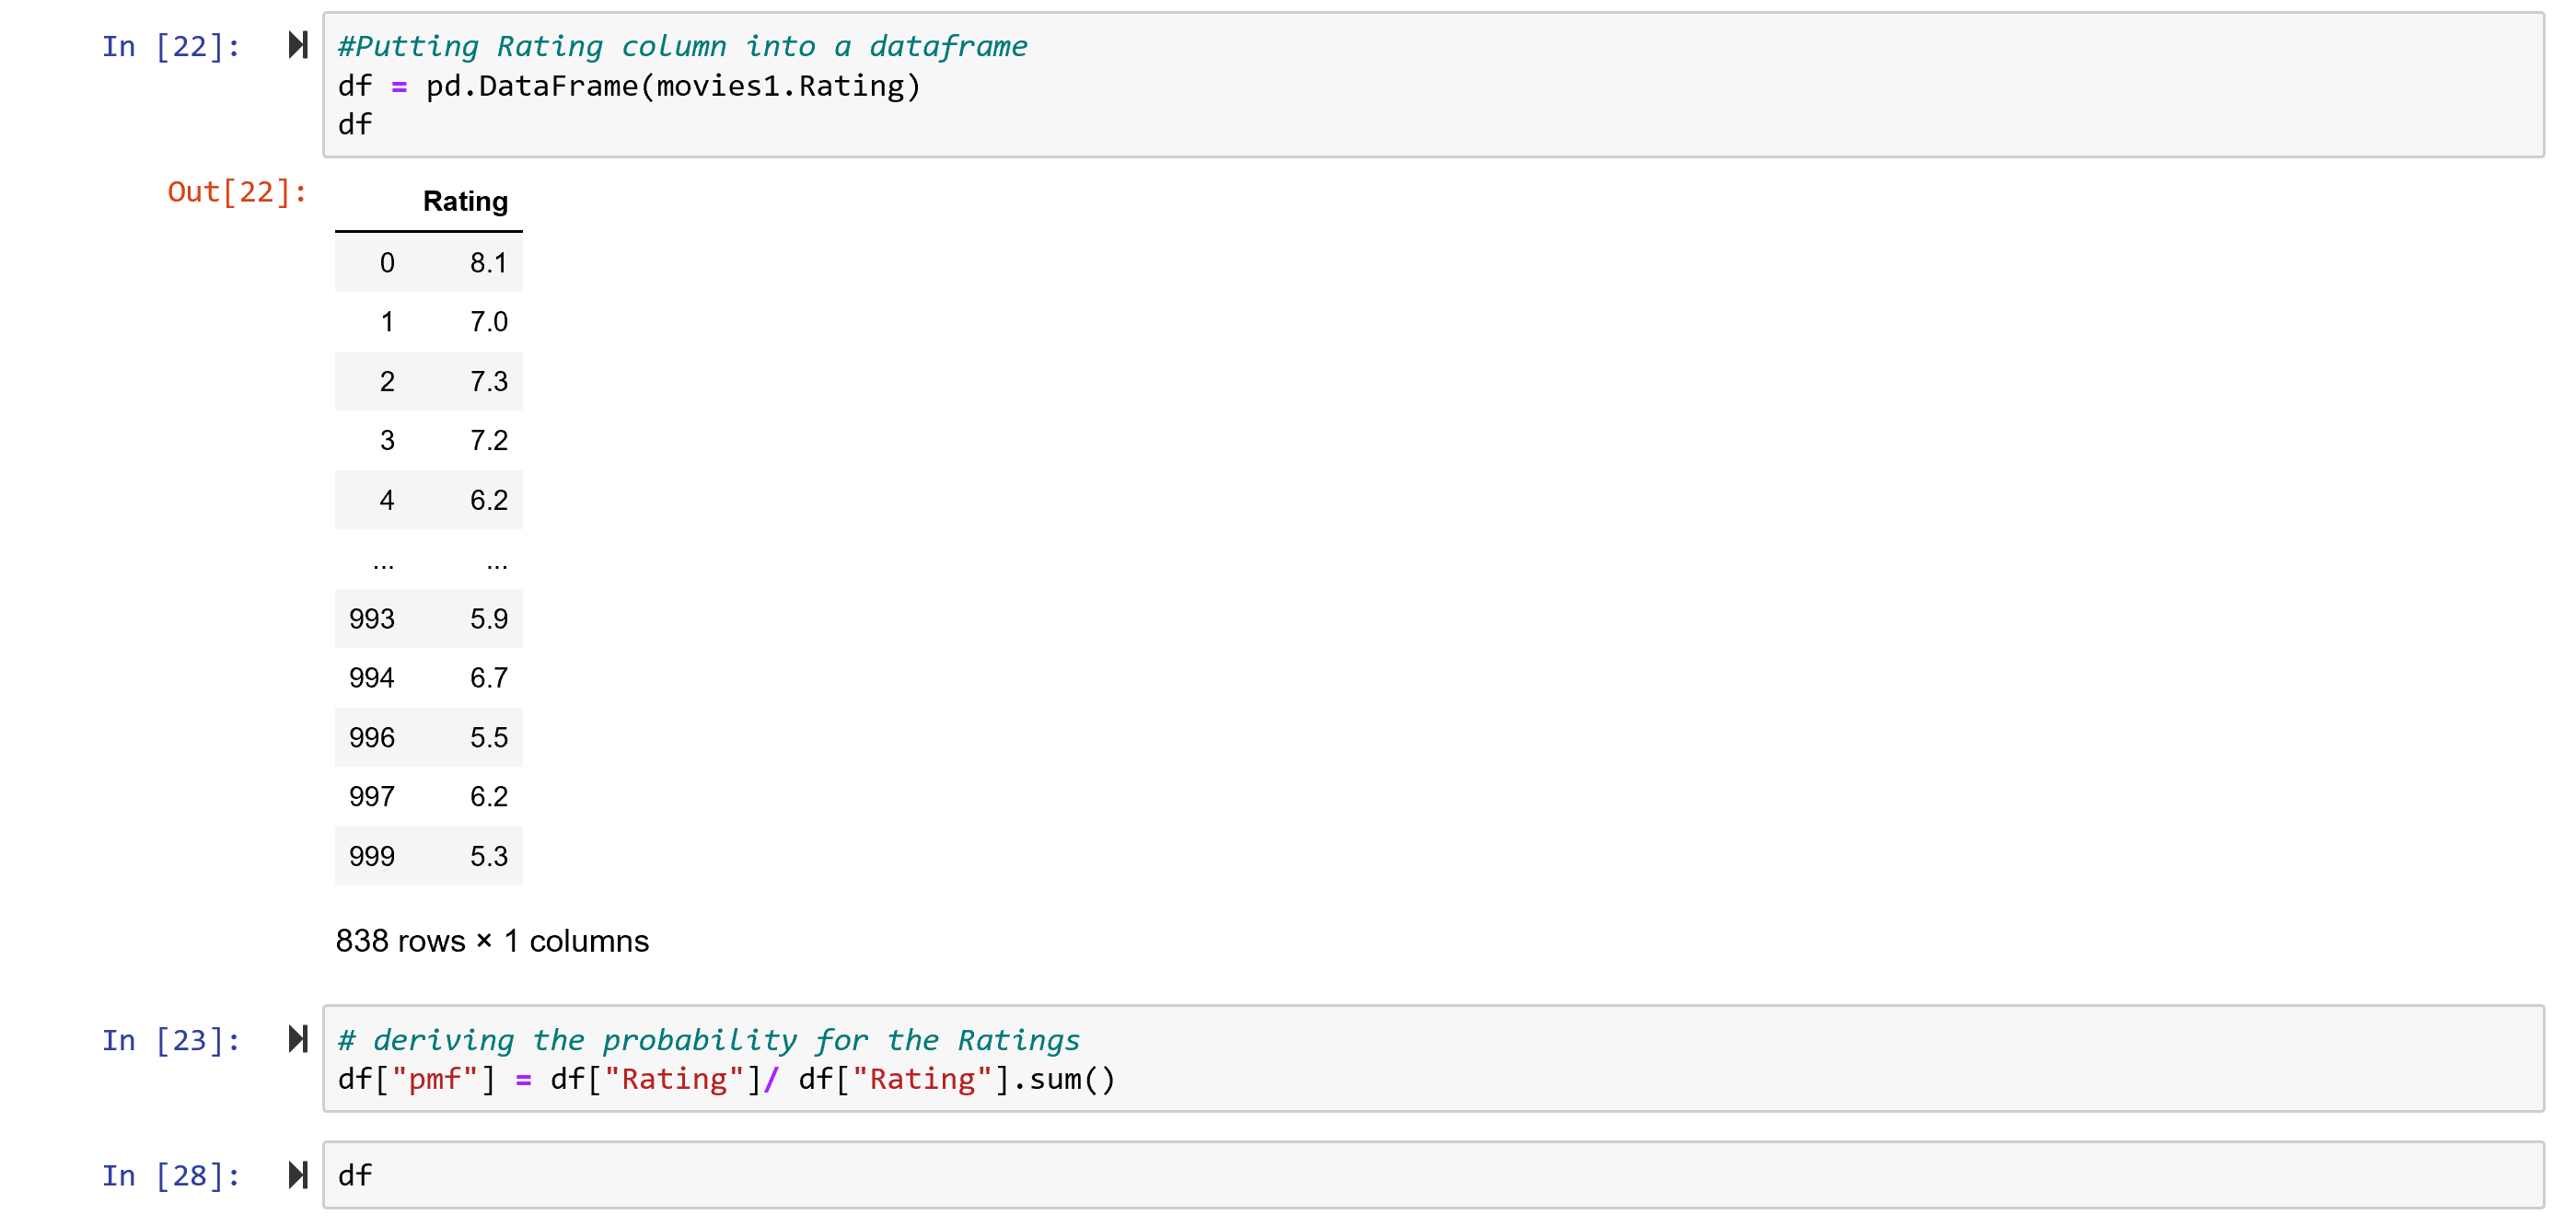 In [22]: #Putting Rating column into a dataframe
df = pd.DataFrame(movies1.Rating)
df
Out[22]:
Rating
0 8.1
1 7.0
2 7.3
3 7.2
4 6.2
... ...
993 5.9
994 6.7
996 5.5
997 6.2
999 5.3
838 rows × 1 columns
In [23]: # deriving the probability for the Ratings
df["pmf"] = df["Rating"]/ df["Rating"].sum()
In [28]: df